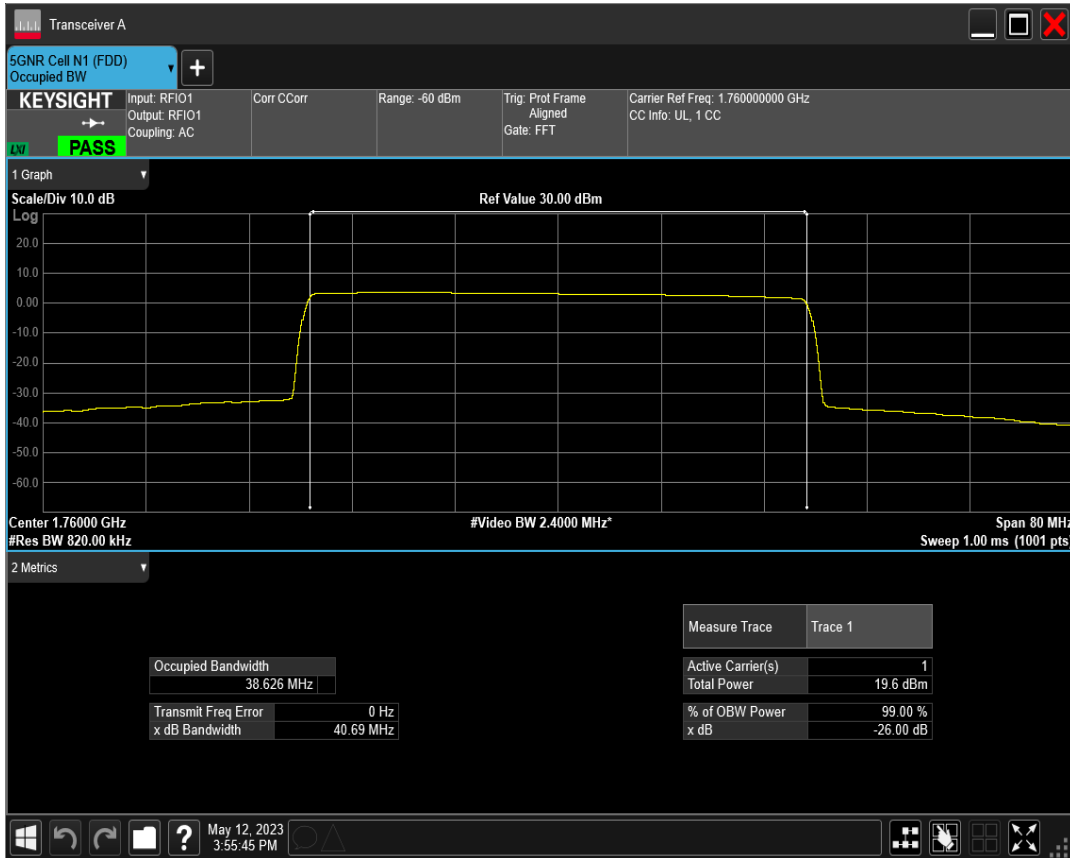 Transceiver A
5GNR Cell N1 (FDD)
Occupied BW
KEYSIGHT
LXI
PASS
Input: RFIO1
Output: RFIO1
Coupling: AC
Corr CCorr
Range: -60 dBm
Trig: Prot Frame
Aligned
Gate: FFT
Carrier Ref Freq: 1.760000000 GHz
CC Info: UL, 1 CC
1 Graph
Scale/Div 10.0 dB
Ref Value 30.00 dBm
Log
20.0
10.0
0.00
-10.0
-20.0
-30.0
-40.0
-50.0
-60.0
Center 1.76000 GHz
#Video BW 2.4000 MHz*
Span 80 MHz
#Res BW 820.00 kHz
Sweep 1.00 ms (1001 pts)
2 Metrics
Measure Trace Trace 1
Occupied Bandwidth
38.626 MHz
Active Carrier(s) 1
Total Power 19.6 dBm
Transmit Freq Error 0 Hz
x dB Bandwidth 40.69 MHz
% of OBW Power 99.00 %
x dB -26.00 dB
May 12, 2023
3:55:45 PM